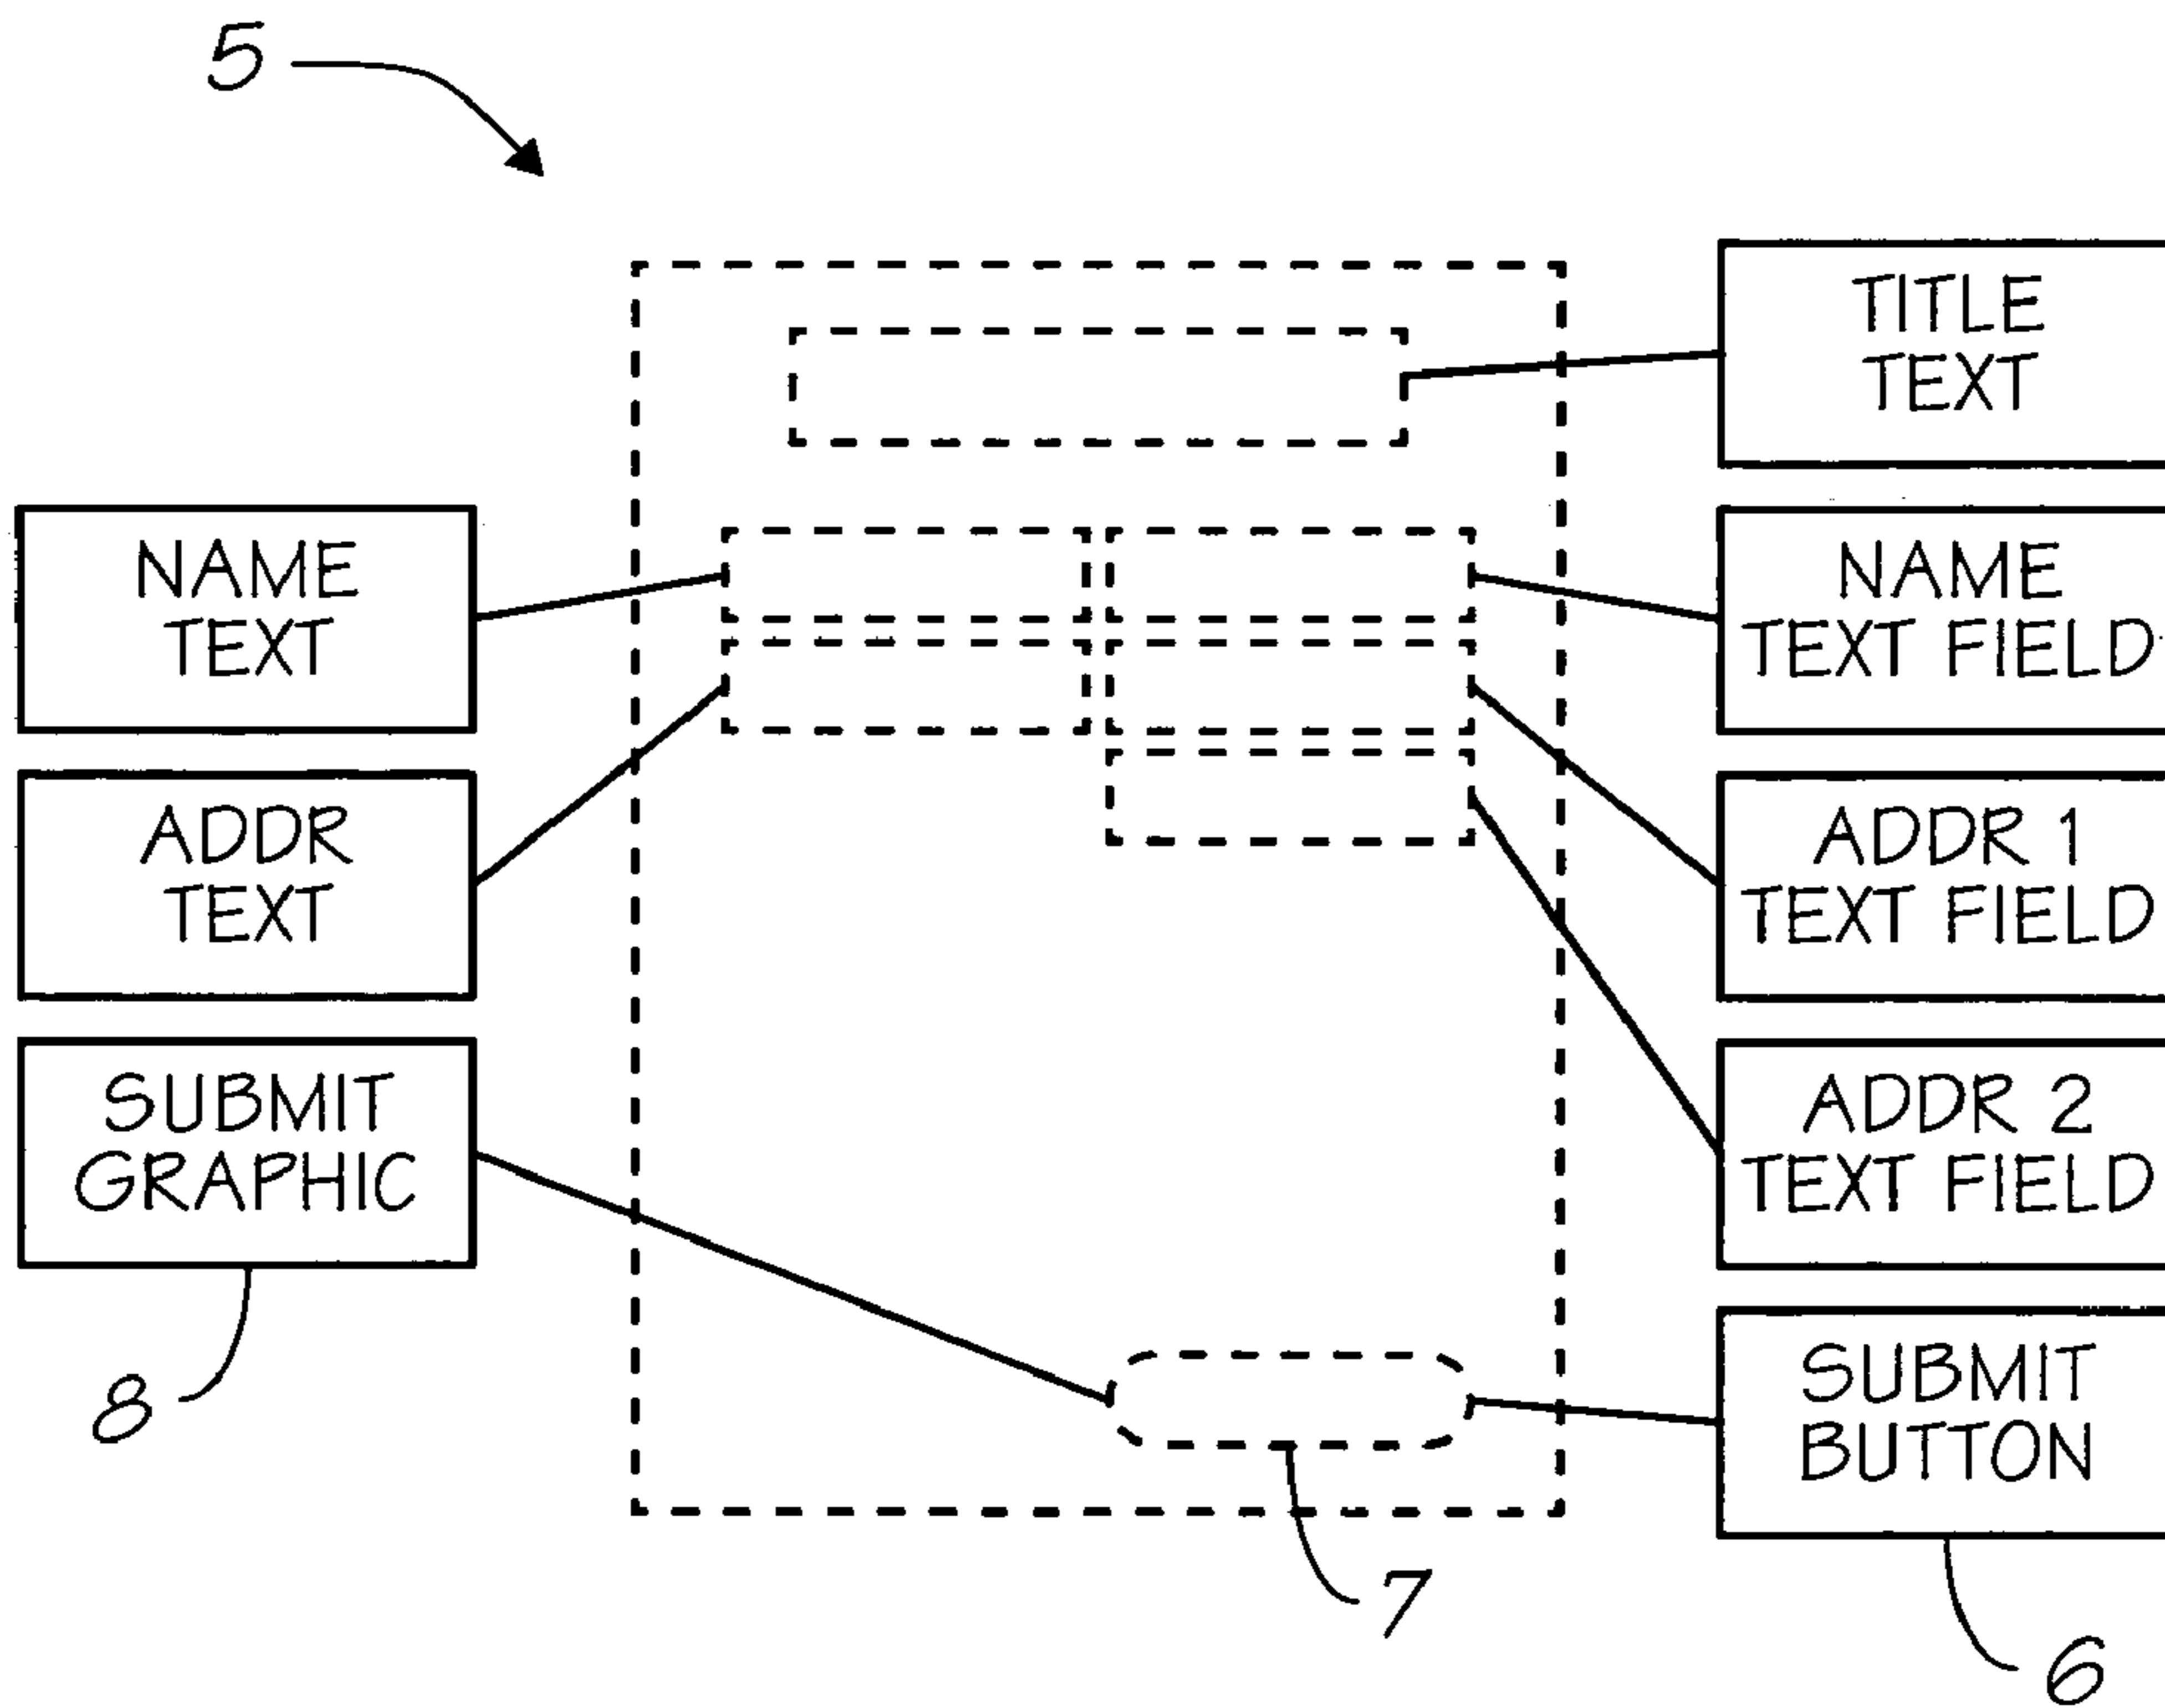 5
TITLE
TEXT
NAME
TEXT
NAME
TEXT FIELD
ADDR
TEXT
ADDR 1
TEXT FIELD
SUBMIT
GRAPHIC
ADDR 2
TEXT FIELD
SUBMIT
BUTTON
8
7
6